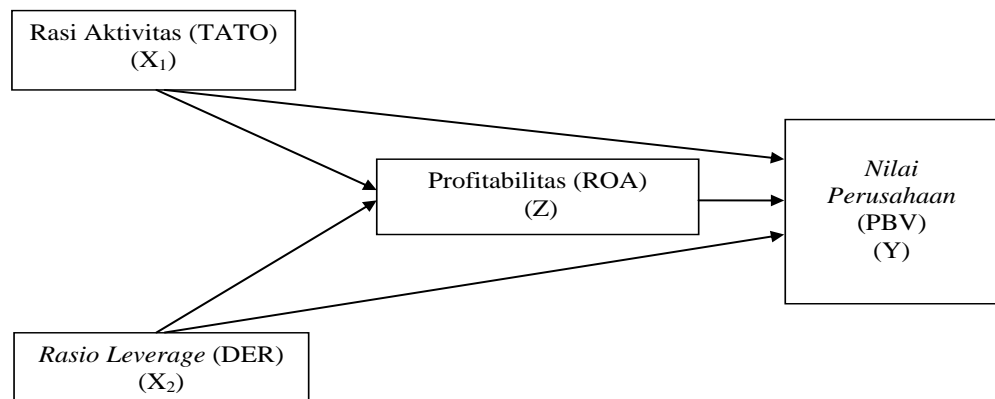 Rasi Aktivitas (TATO)
(X₁)
Profitabilitas (ROA)
(Z)
Nilai
Perusahaan
(PBV)
(Y)
Rasio Leverage (DER)
(X₂)